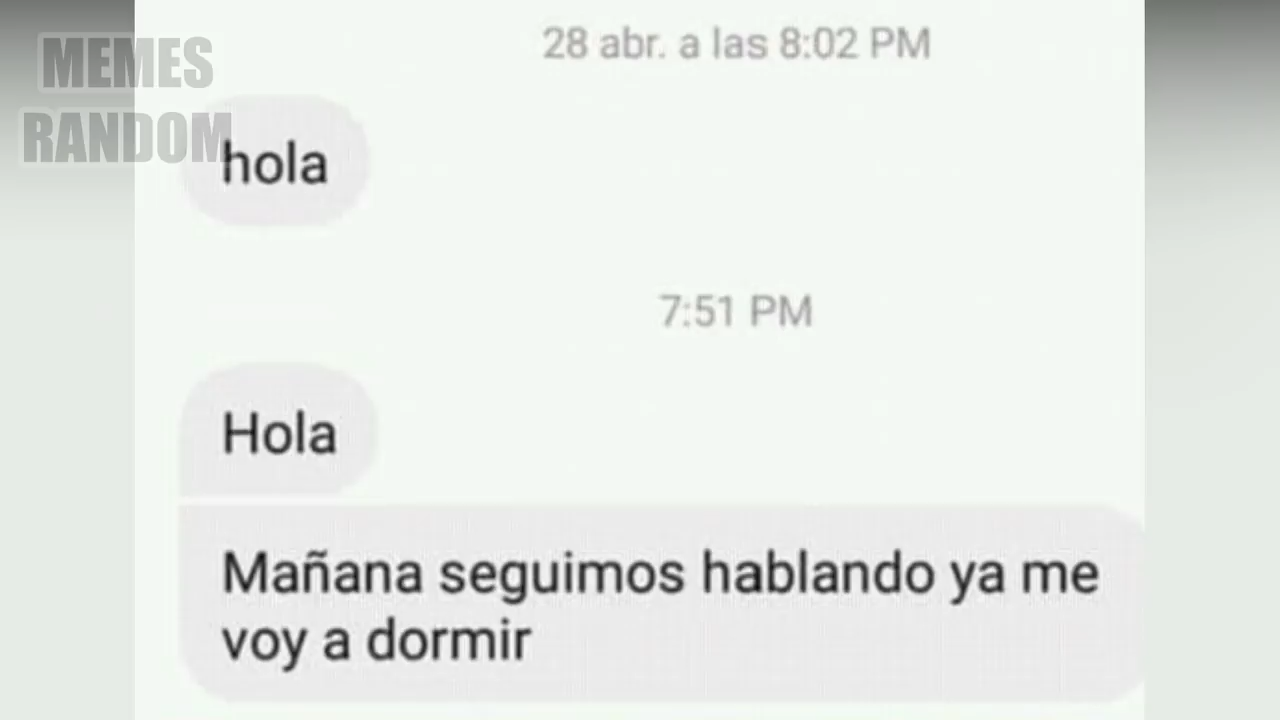 MEMES
RANDOM
28 abr. a las 8:02 PM
hola
7:51 PM
Hola
Mañana seguimos hablando ya me
voy a dormir